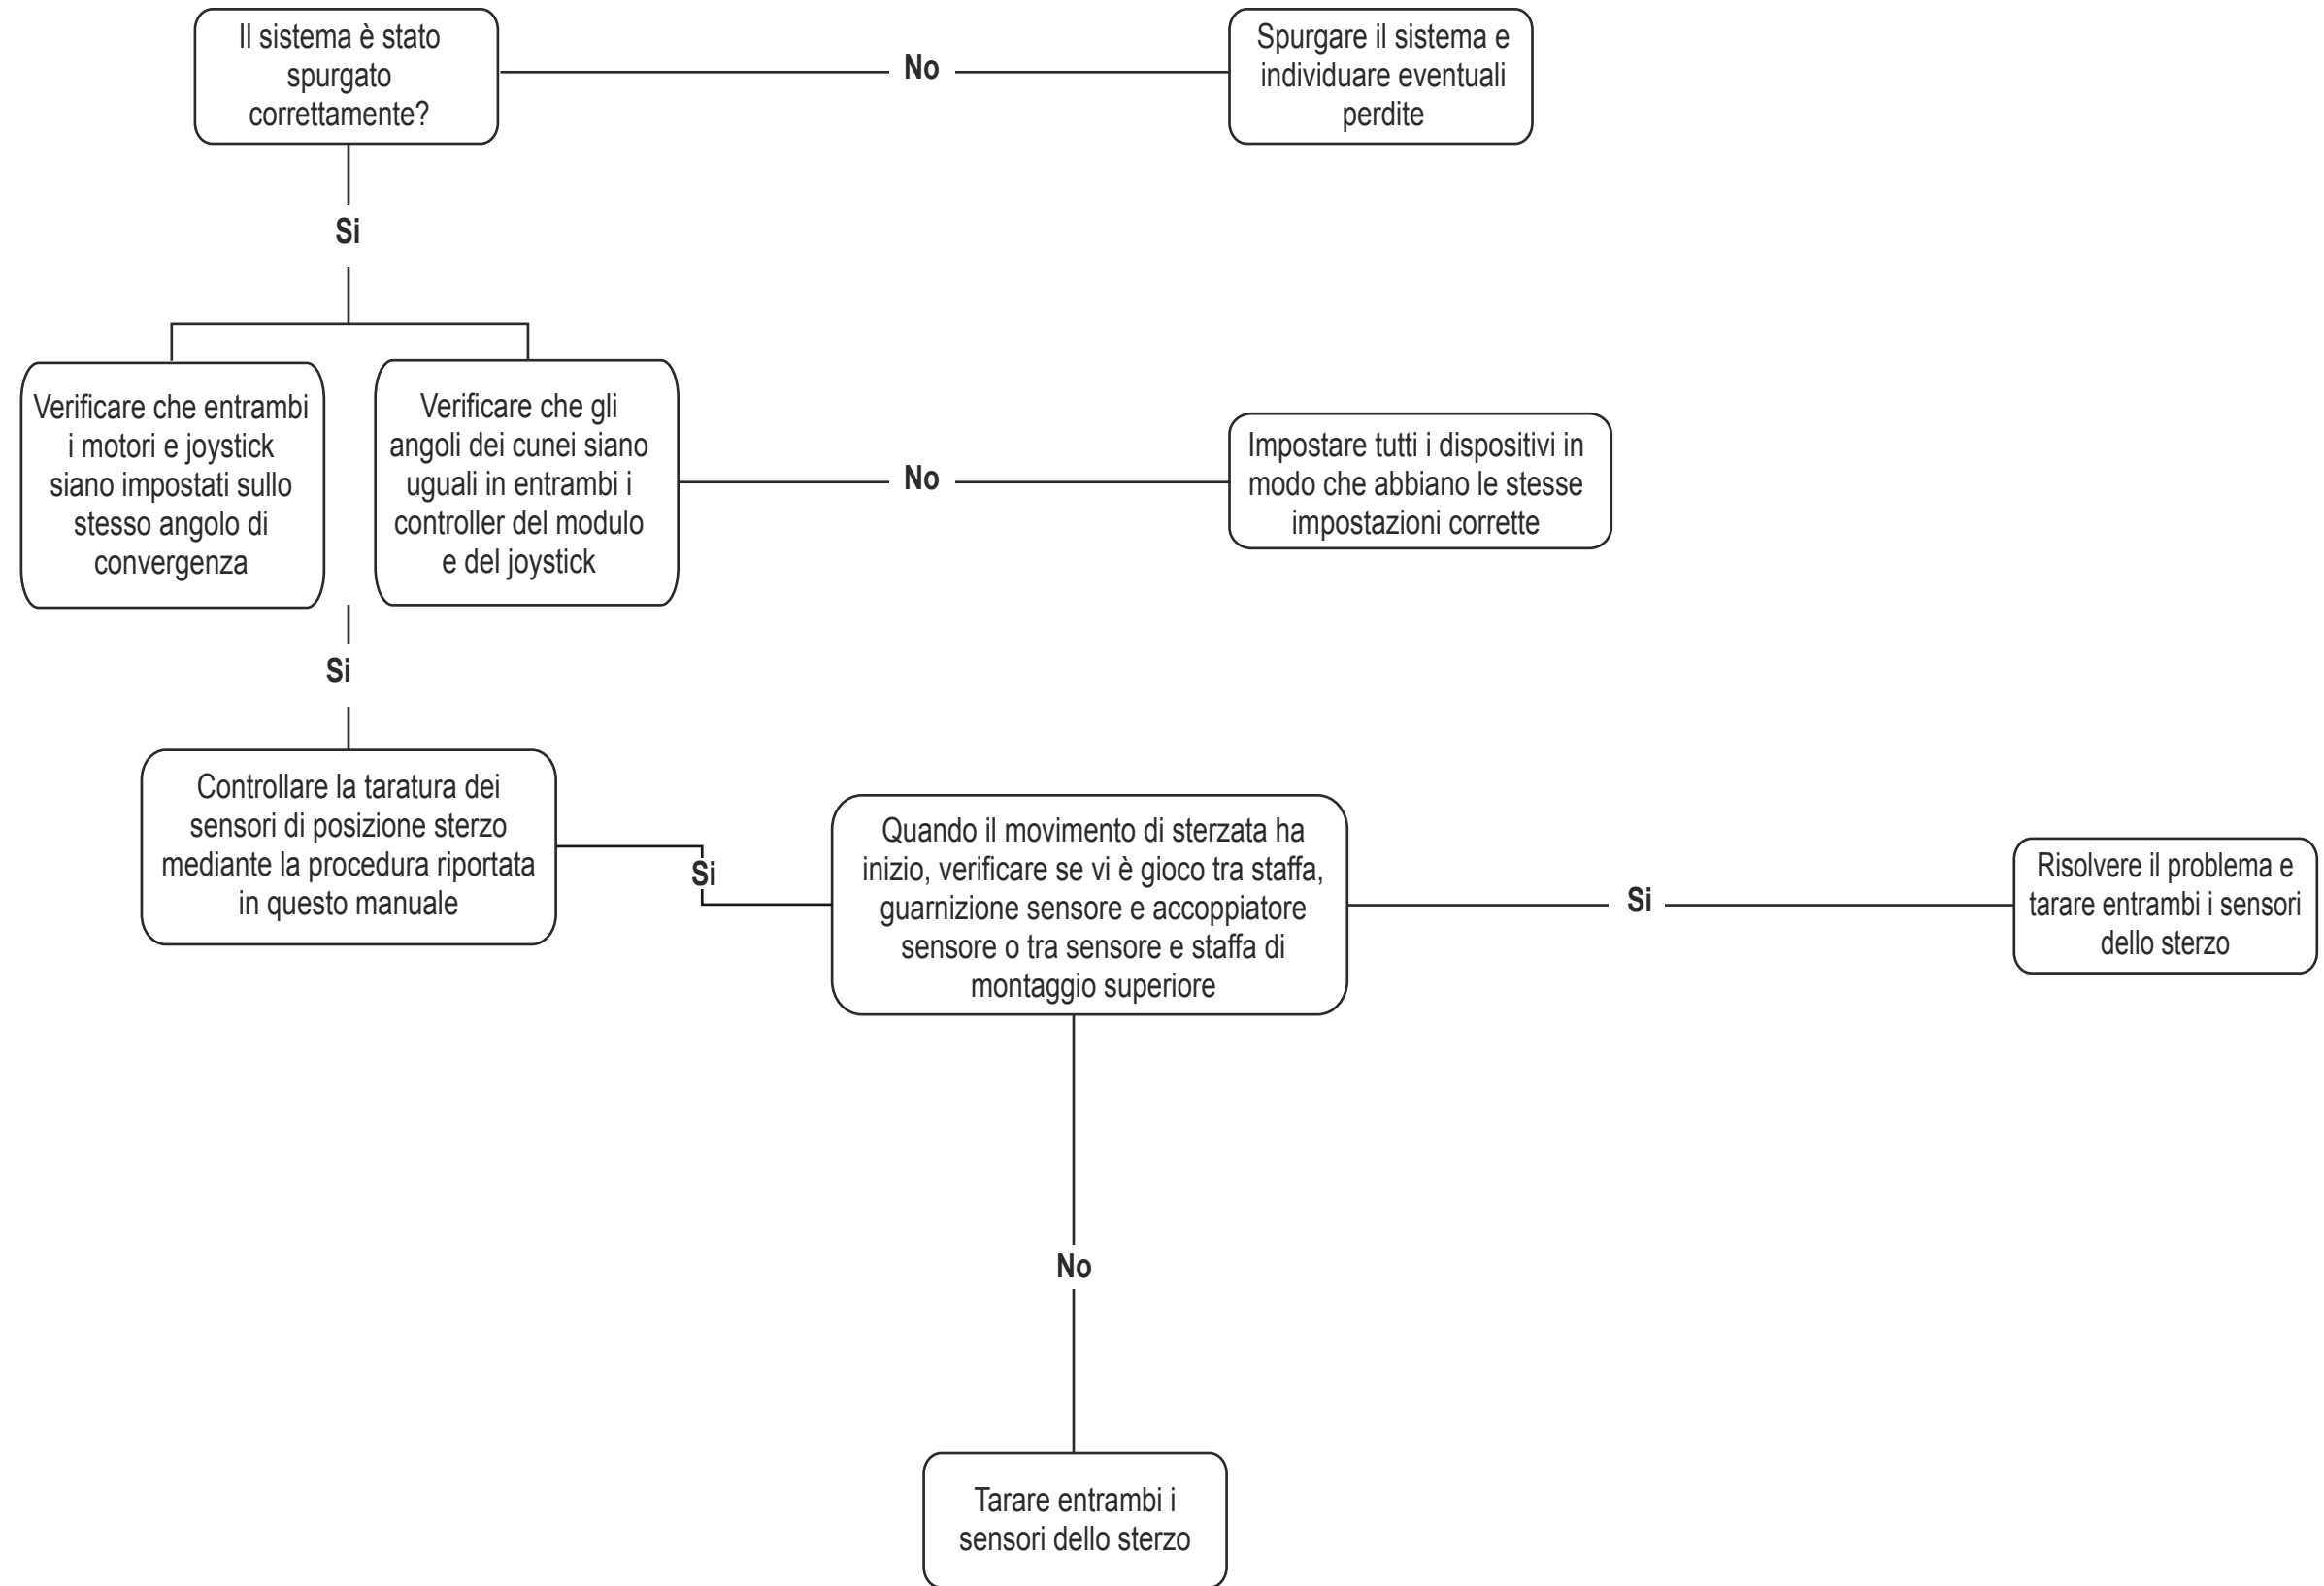 Il sistema è stato
spurgato
correttamente?
No
Spurgare il sistema e
individuare eventuali
perdite
Si
Verificare che entrambi
i motori e joystick
siano impostati sullo
stesso angolo di
convergenza
Verificare che gli
angoli dei cunei siano
uguali in entrambi i
controller del modulo
e del joystick
No
Impostare tutti i dispositivi in
modo che abbiano le stesse
impostazioni corrette
Si
Controllare la taratura dei
sensori di posizione sterzo
mediante la procedura riportata
in questo manuale
Si
Quando il movimento di sterzata ha
inizio, verificare se vi è gioco tra staffa,
guarnizione sensore e accoppiatore
sensore o tra sensore e staffa di
montaggio superiore
Si
Risolvere il problema e
tarare entrambi i sensori
dello sterzo
No
Tarare entrambi i
sensori dello sterzo